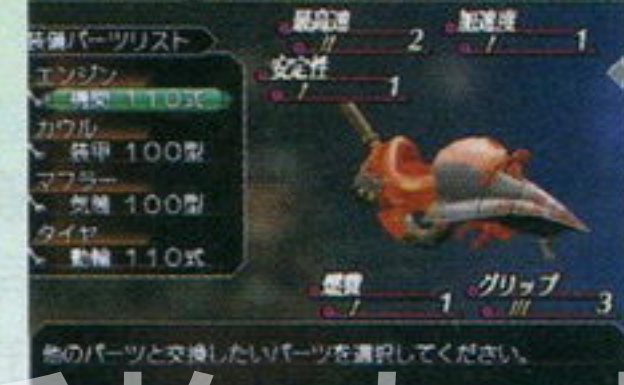 装備パーツリスト
最高速 2
加速度 1
安定性 1
エンジン
機関 110式
カウル
装甲 100型
マフラー
気筒 100型
タイヤ
動輪 110式
燃費 1
グリップ 3
他のパーツと交換したいパーツを選択してください。